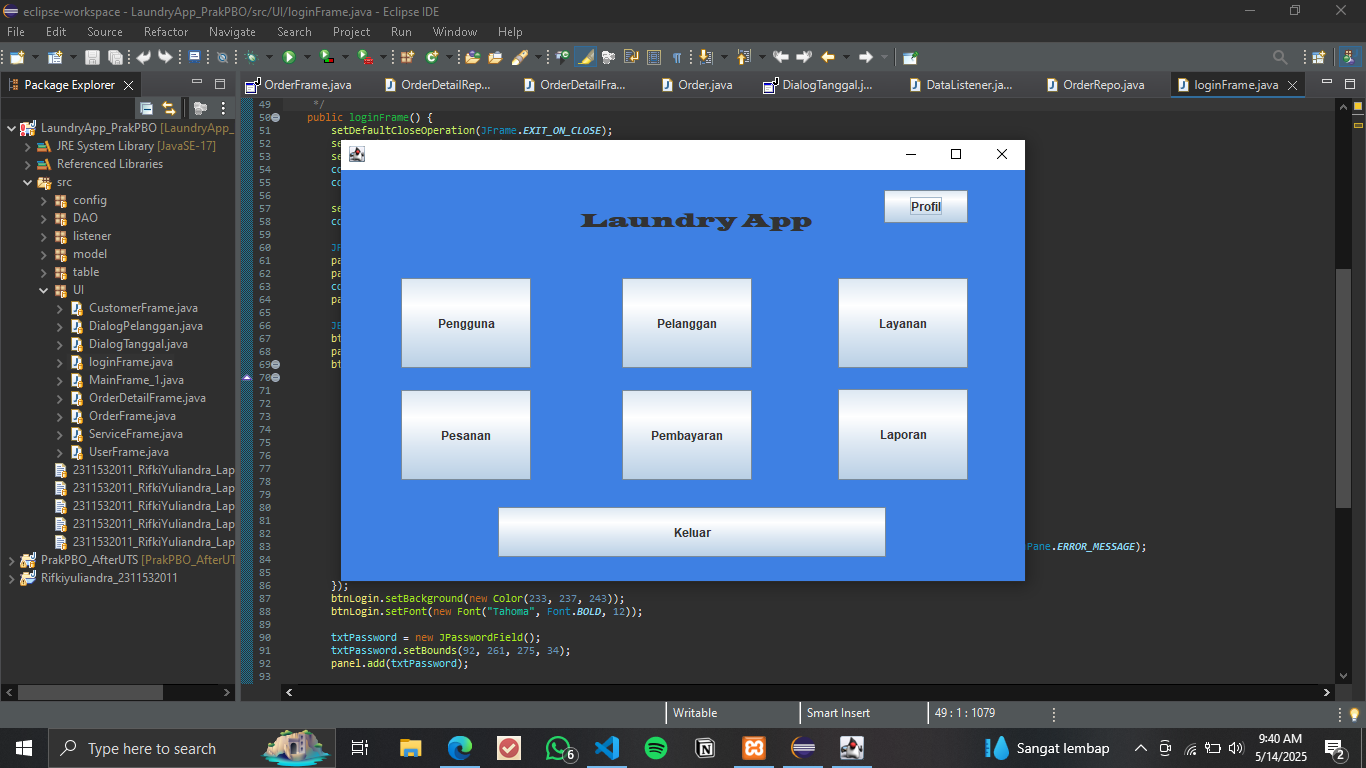 eclipse-workspace - LaundryApp_PrakPBO/src/UI/loginFrame.java - Eclipse IDE
File Edit Source Refactor Navigate Search Project Run Window Help
Package Explorer
OrderFrame.java OrderDetailRep... OrderDetailFra... Order.java DialogTanggal.j... DataListener.ja... OrderRepo.java loginFrame.java
LaundryApp_PrakPBO [LaundryApp_
JRE System Library [JavaSE-17]
Referenced Libraries
src
config
DAO
listener
model
table
UI
CustomerFrame.java
DialogPelanggan.java
DialogTanggal.java
loginFrame.java
MainFrame_1.java
OrderDetailFrame.java
OrderFrame.java
ServiceFrame.java
UserFrame.java
2311532011_RifkiYuliandra_Lap
2311532011_RifkiYuliandra_Lap
2311532011_RifkiYuliandra_Lap
2311532011_RifkiYuliandra_Lap
2311532011_RifkiYuliandra_Lap
PrakPBO_AfterUTS [PrakPBO_AfterUT
Rifkiyuliandra_2311532011
49 */
50 public loginFrame() {
51 setDefaultCloseOperation(JFrame.EXIT_ON_CLOSE);
52 se
53 se
54 co
55 co
56
57 se
58 co
59
60 JP
61 pa
62 pa
63 co
64 pa
65
66 JB
67 bt
68 pa
69 bt
70
71
72
73
74
75
76
77
78
79
80
81
82
83 Pane.ERROR_MESSAGE);
84
85
86 });
87 btnLogin.setBackground(new Color(233, 237, 243));
88 btnLogin.setFont(new Font("Tahoma", Font.BOLD, 12));
89
90 txtPassword = new JPasswordField();
91 txtPassword.setBounds(92, 261, 275, 34);
92 panel.add(txtPassword);
93
Profil
Laundry App
Pengguna Pelanggan Layanan
Pesanan Pembayaran Laporan
Keluar
Writable Smart Insert 49 : 1 : 1079
Type here to search
6
Sangat lembap
9:40 AM
5/14/2025
2